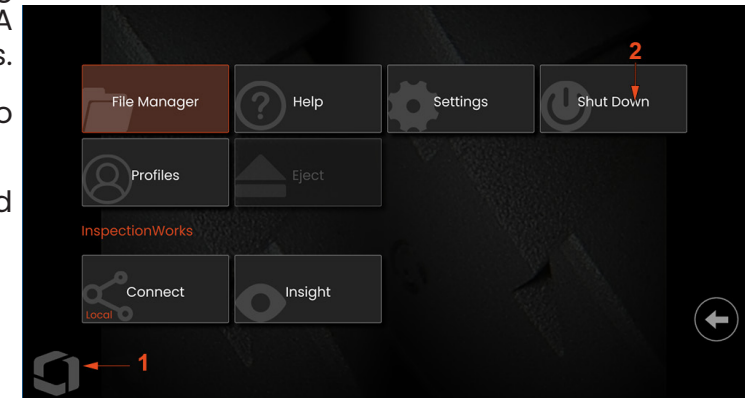 A
s.
2
File Manager Help Settings Shut Down
o
Profiles Eject
d
InspectionWorks
Connect Insight
Local
1